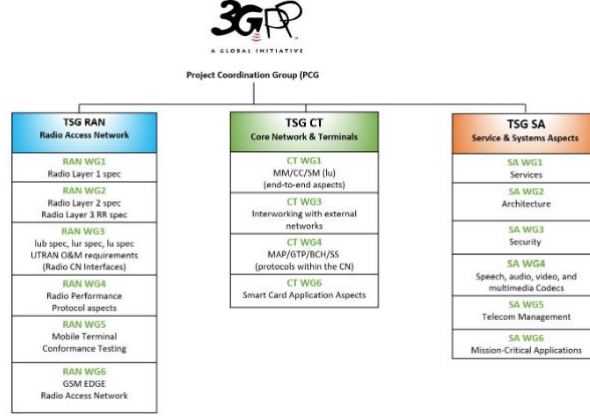 3GPP
A GLOBAL INITIATIVE
Project Coordination Group (PCG
TSG RAN
Radio Access Network
RAN WG1
Radio Layer 1 spec
RAN WG2
Radio Layer 2 spec
Radio Layer 3 RR spec
RAN WG3
lub spec, lur spec, lu spec
UTRAN O&M requirements
(Radio CN Interfaces)
RAN WG4
Radio Performance
Protocol aspects
RAN WG5
Mobile Terminal
Conformance Testing
RAN WG6
GSM EDGE
Radio Access Network
TSG CT
Core Network & Terminals
CT WG1
MM/CC/SM (lu)
(end-to-end aspects)
CT WG3
Interworking with external
networks
CT WG4
MAP/GTP/BCH/SS
(protocols within the CN)
CT WG6
Smart Card Application Aspects
TSG SA
Service & Systems Aspects
SA WG1
Services
SA WG2
Architecture
SA WG3
Security
SA WG4
Speech, audio, video, and
multimedia Codecs
SA WG5
Telecom Management
SA WG6
Mission-Critical Applications